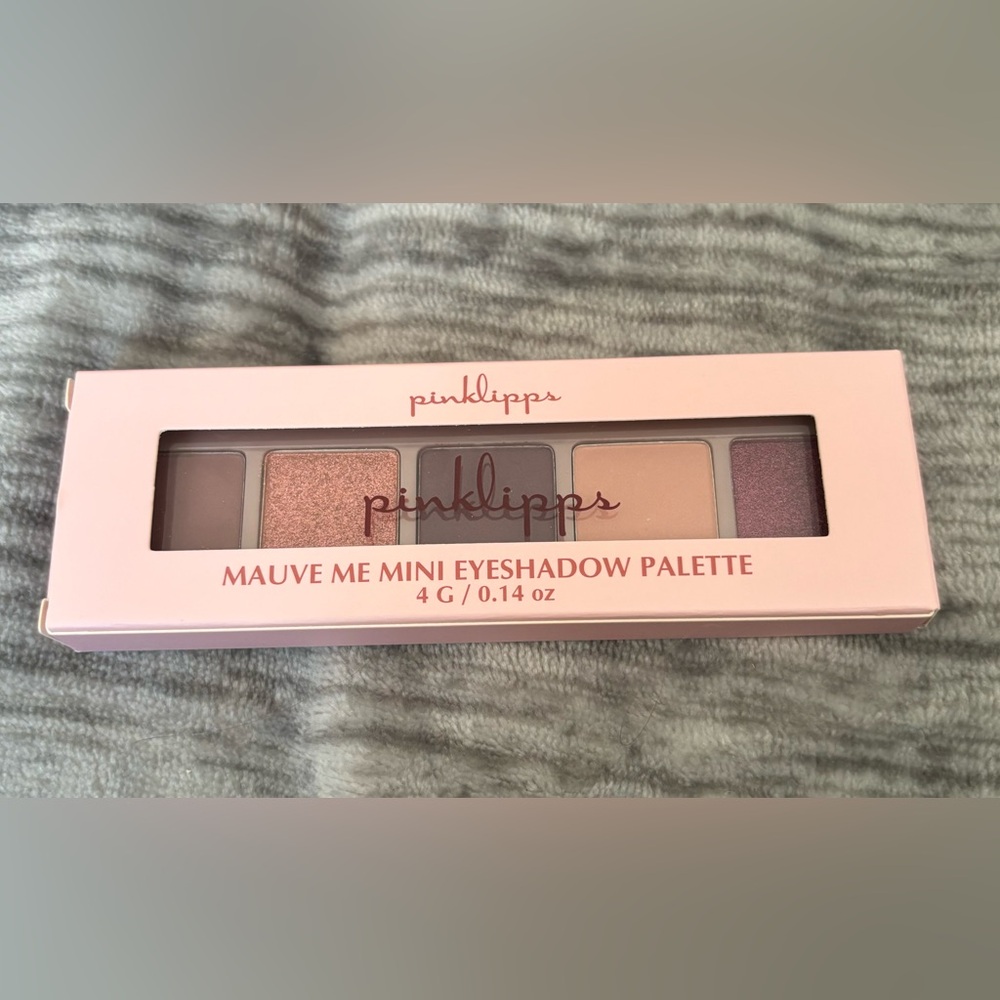 pinklipps
pinklipps
MAUVE ME MINI EYESHADOW PALETTE
4 G / 0.14 oz